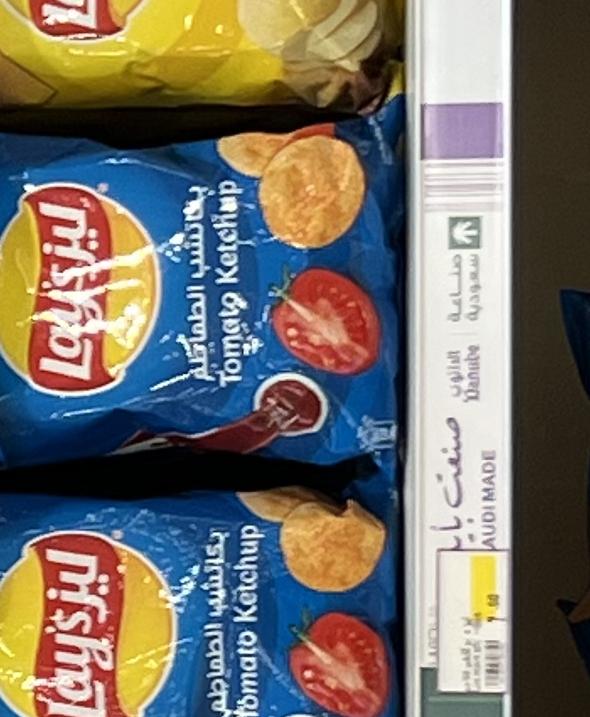 ليز
Lay's
بكاتشب الطماطم
Tomato Ketchup
ليز
Lay's
بكاتشب الطماطم
Tomato Ketchup
صناعة
سعودية
الدانوب
Danube
صنعت بأيد
AUDI MADE